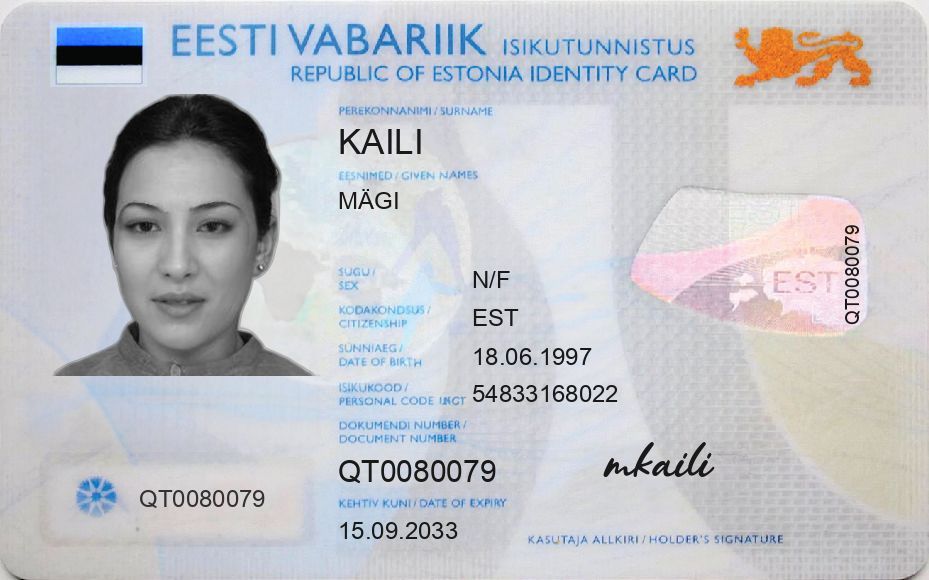 EESTI VABARIIK ISIKUTUNNISTUS
REPUBLIC OF ESTONIA IDENTITY CARD
PEREKONNANIMI / SURNAME
KAILI
EESNIMED / GIVEN NAMES
MÄGI
SUGU /
SEX
N/F
KODAKONDSUS /
CITIZENSHIP
EST
SÜNNIAEG /
DATE OF BIRTH
18.06.1997
ISIKUKOOD /
PERSONAL CODE
54833168022
DOKUMENDI NUMBER /
DOCUMENT NUMBER
QT0080079
KEHTIV KUNI / DATE OF EXPIRY
15.09.2033
QT0080079
EST
QT0080079
mkaili
KASUTAJA ALLKIRI / HOLDER'S SIGNATURE